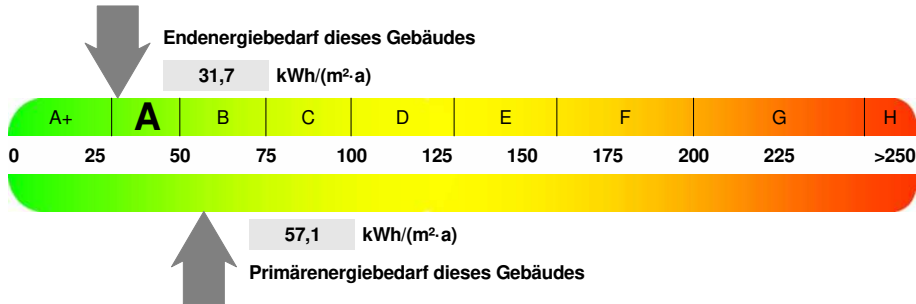 Endenergiebedarf dieses Gebäudes
31,7 kWh/(m²·a)
A+ A B C D E F G H
0 25 50 75 100 125 150 175 200 225 >250
57,1 kWh/(m²·a)
Primärenergiebedarf dieses Gebäudes